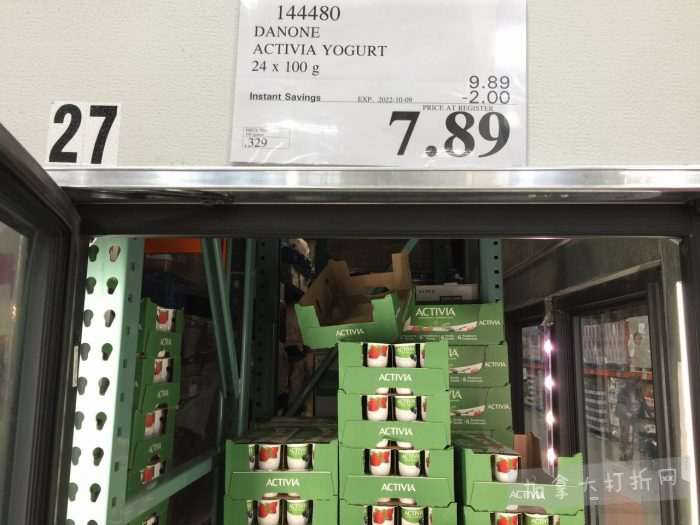 144480
DANONE
ACTIVIA YOGURT
24 x 100 g
9.89
Instant Savings EXP. 2022-10-09 -2.00
PRICE AT REGISTER
7.89
.329
27
ACTIVIA
ACTIVIA
ACTIVIA
ACTIVIA
ACTIVIA
ACTIVIA
ACTIVIA
ACTIVIA
加拿大打折网